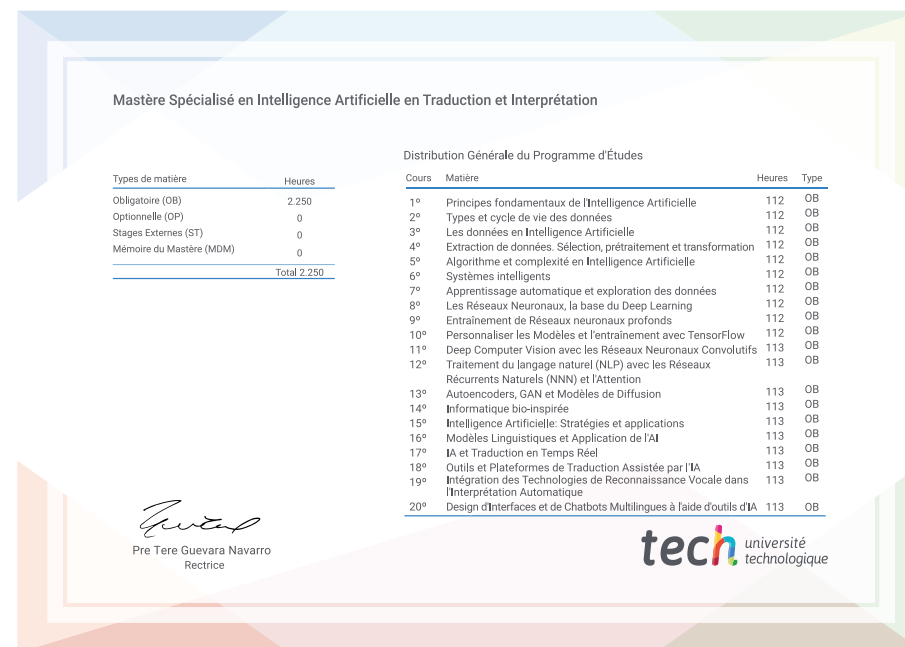 Mastère Spécialisé en Intelligence Artificielle en Traduction et Interprétation
Types de matière Heures
Obligatoire (OB) 2.250
Optionnelle (OP) 0
Stages Externes (ST) 0
Mémoire du Mastère (MDM) 0
Total 2.250
Distribution Générale du Programme d'Études
Cours Matière Heures Type
1º Principes fondamentaux de l'Intelligence Artificielle 112 OB
2º Types et cycle de vie des données 112 OB
3º Les données en Intelligence Artificielle 112 OB
4º Extraction de données. Sélection, prétraitement et transformation 112 OB
5º Algorithme et complexité en Intelligence Artificielle 112 OB
6º Systèmes intelligents 112 OB
7º Apprentissage automatique et exploration des données 112 OB
8º Les Réseaux Neuronaux, la base du Deep Learning 112 OB
9º Entraînement de Réseaux neuronaux profonds 112 OB
10º Personnaliser les Modèles et l'entraînement avec TensorFlow 112 OB
11º Deep Computer Vision avec les Réseaux Neuronaux Convolutifs 113 OB
12º Traitement du langage naturel (NLP) avec les Réseaux 113 OB
Récurrents Naturels (NNN) et l'Attention
13º Autoencoders, GAN et Modèles de Diffusion 113 OB
14º Informatique bio-inspirée 113 OB
15º Intelligence Artificielle: Stratégies et applications 113 OB
16º Modèles Linguistiques et Application de l'AI 113 OB
17º IA et Traduction en Temps Réel 113 OB
18º Outils et Plateformes de Traduction Assistée par l'IA 113 OB
19º Intégration des Technologies de Reconnaissance Vocale dans 113 OB
l'Interprétation Automatique
20º Design d'Interfaces et de Chatbots Multilingues à l'aide d'outils d'IA 113 OB
Pre Tere Guevara Navarro
Rectrice
tech université
technologique